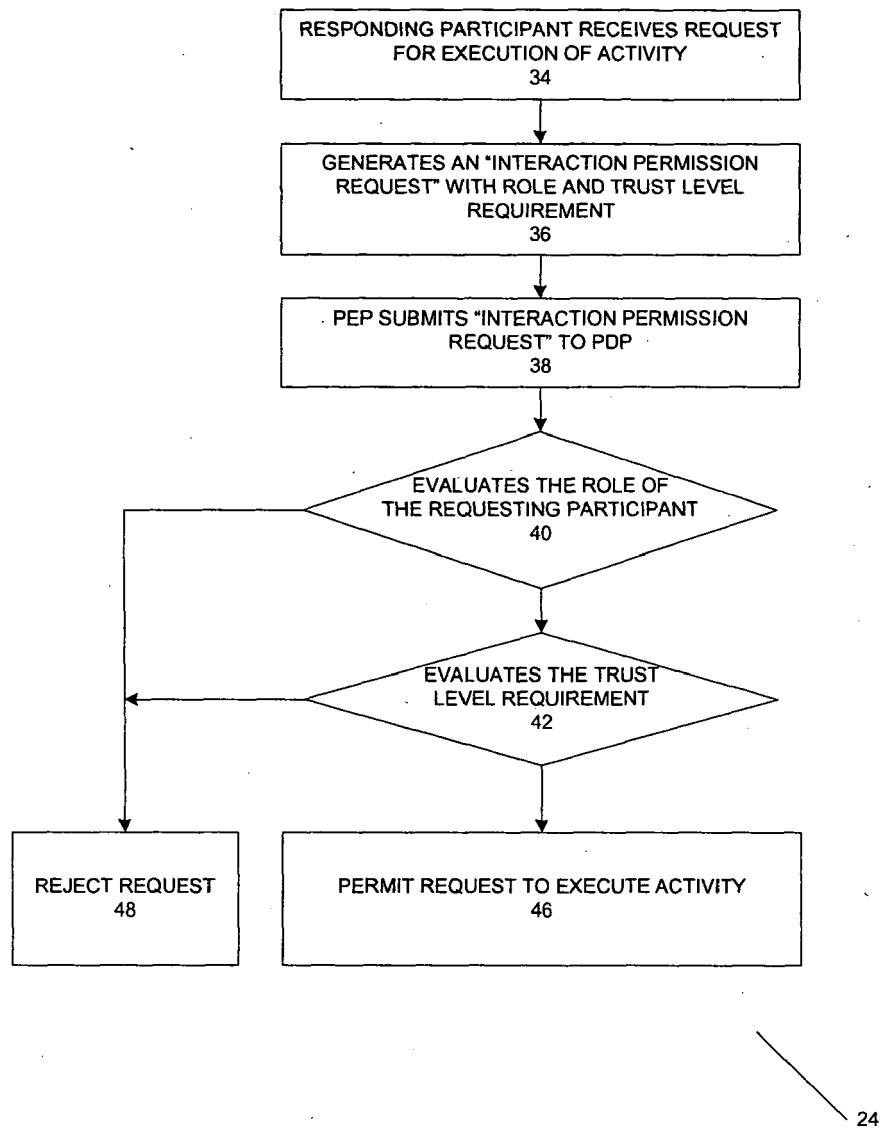 RESPONDING PARTICIPANT RECEIVES REQUEST
FOR EXECUTION OF ACTIVITY
34
GENERATES AN "INTERACTION PERMISSION
REQUEST" WITH ROLE AND TRUST LEVEL
REQUIREMENT
36
PEP SUBMITS "INTERACTION PERMISSION
REQUEST" TO PDP
38
EVALUATES THE ROLE OF
THE REQUESTING PARTICIPANT
40
EVALUATES THE TRUST
LEVEL REQUIREMENT
42
REJECT REQUEST
48
PERMIT REQUEST TO EXECUTE ACTIVITY
46
24